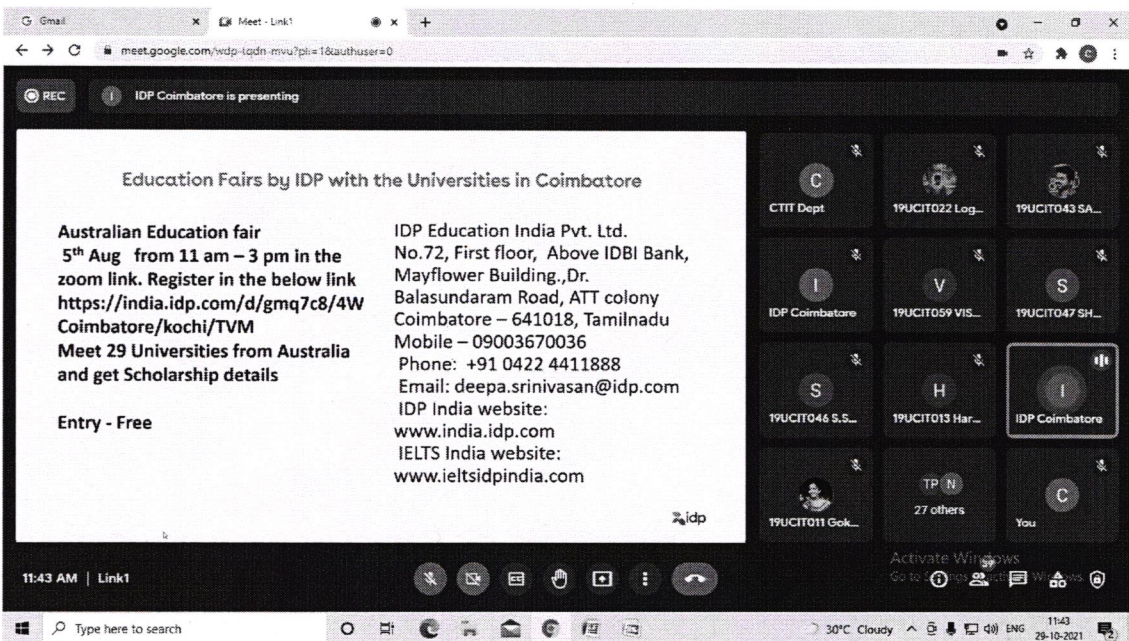 Gmail
Meet - Link1
meet.google.com/wdp-tqdn-mvu?pli=1&authuser=0
REC
IDP Coimbatore is presenting
Education Fairs by IDP with the Universities in Coimbatore
Australian Education fair
5th Aug from 11 am – 3 pm in the
zoom link. Register in the below link
https://india.idp.com/d/gmq7c8/4W
Coimbatore/kochi/TVM
Meet 29 Universities from Australia
and get Scholarship details
Entry - Free
IDP Education India Pvt. Ltd.
No.72, First floor, Above IDBI Bank,
Mayflower Building.,Dr.
Balasundaram Road, ATT colony
Coimbatore – 641018, Tamilnadu
Mobile – 09003670036
Phone: +91 0422 4411888
Email: deepa.srinivasan@idp.com
IDP India website:
www.india.idp.com
IELTS India website:
www.ieltsidpindia.com
idp
C
CTIT Dept
19UCIT022 Log...
19UCIT043 SA...
I
IDP Coimbatore
V
19UCIT059 VIS...
S
19UCIT047 SH...
S
19UCIT046 S.S...
H
19UCIT013 Har...
I
IDP Coimbatore
19UCIT011 Gok...
TP N
27 others
C
You
Activate Windows
Go to Settings
11:43 AM | Link1
39
Type here to search
30°C Cloudy
ENG
11:43
29-10-2021
2